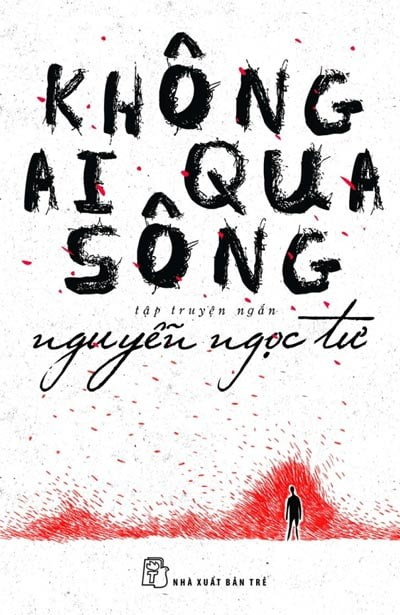 KHÔNG
AI QUA
SÔNG
tập truyện ngắn
nguyễn ngọc tư
NHÀ XUẤT BẢN TRẺ